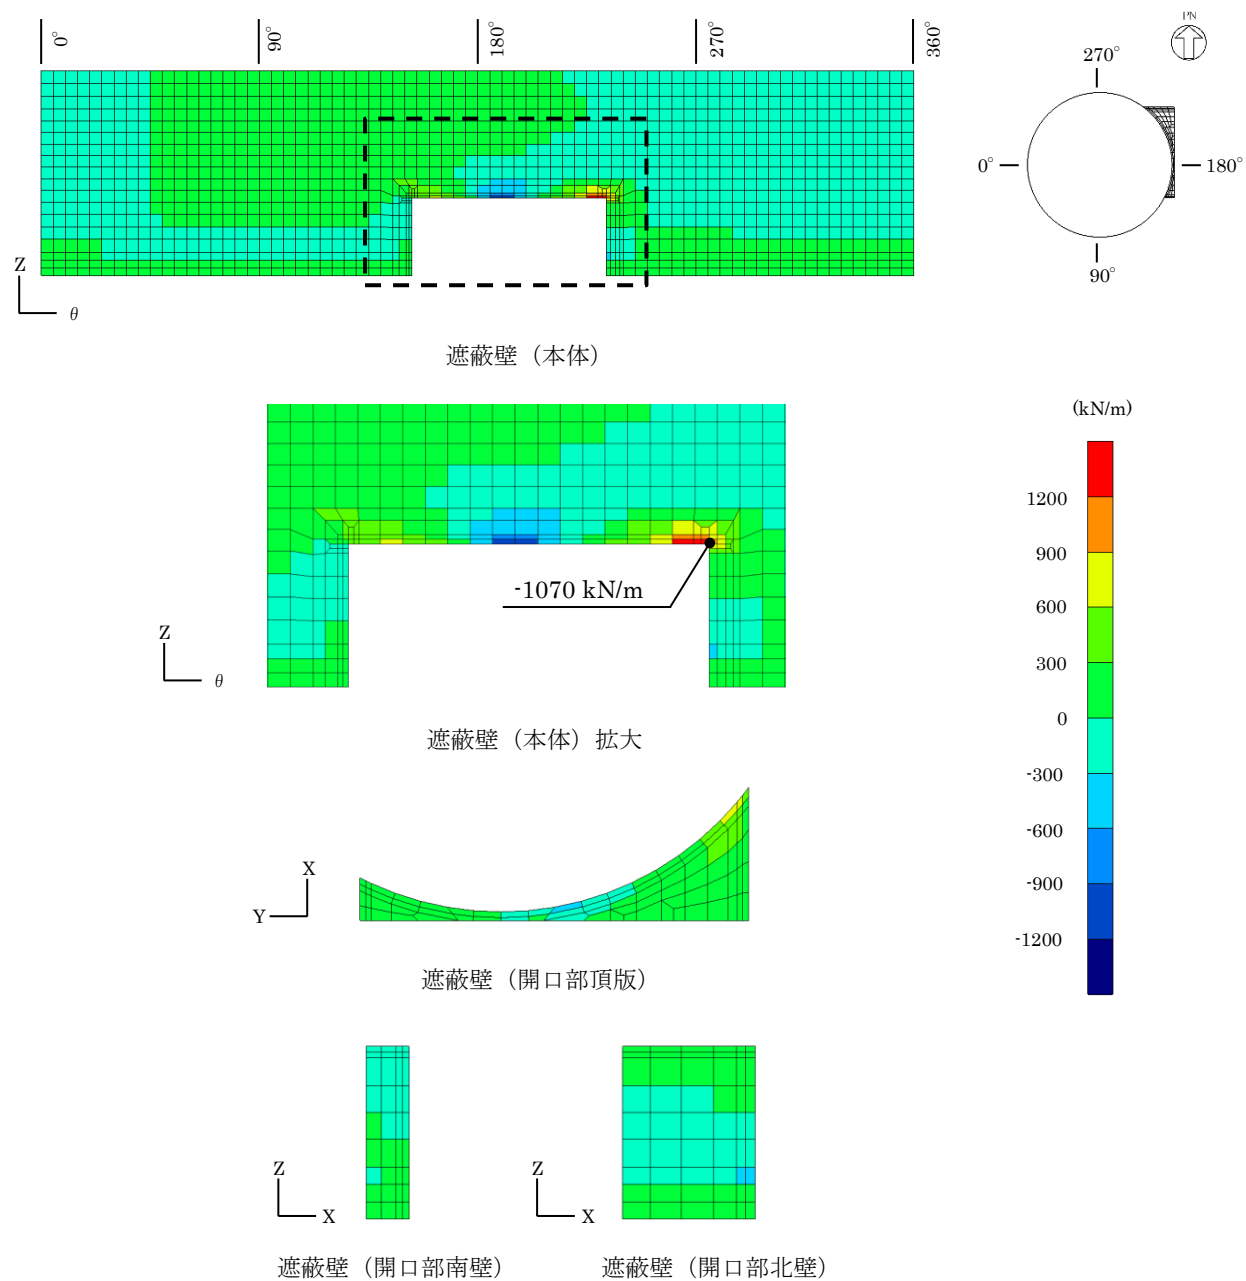 0°
90°
180°
270°
360°
PN
270°
0°
180°
90°
Z
θ
遮蔽壁（本体）
(kN/m)
1200
900
600
300
0
-300
-600
-900
-1200
-1070 kN/m
Z
θ
遮蔽壁（本体）拡大
X
Y
遮蔽壁（開口部頂版）
Z
X
Z
X
遮蔽壁（開口部南壁）
遮蔽壁（開口部北壁）